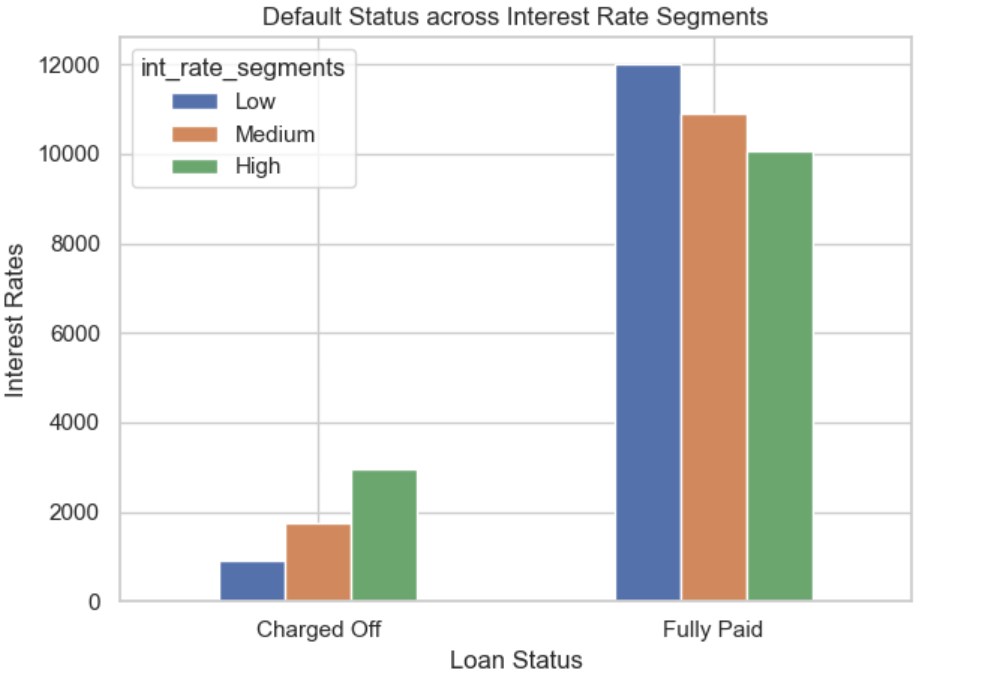 Default Status across Interest Rate Segments
int_rate_segments
Low
Medium
High
Interest Rates
12000
10000
8000
6000
4000
2000
0
Charged Off
Fully Paid
Loan Status